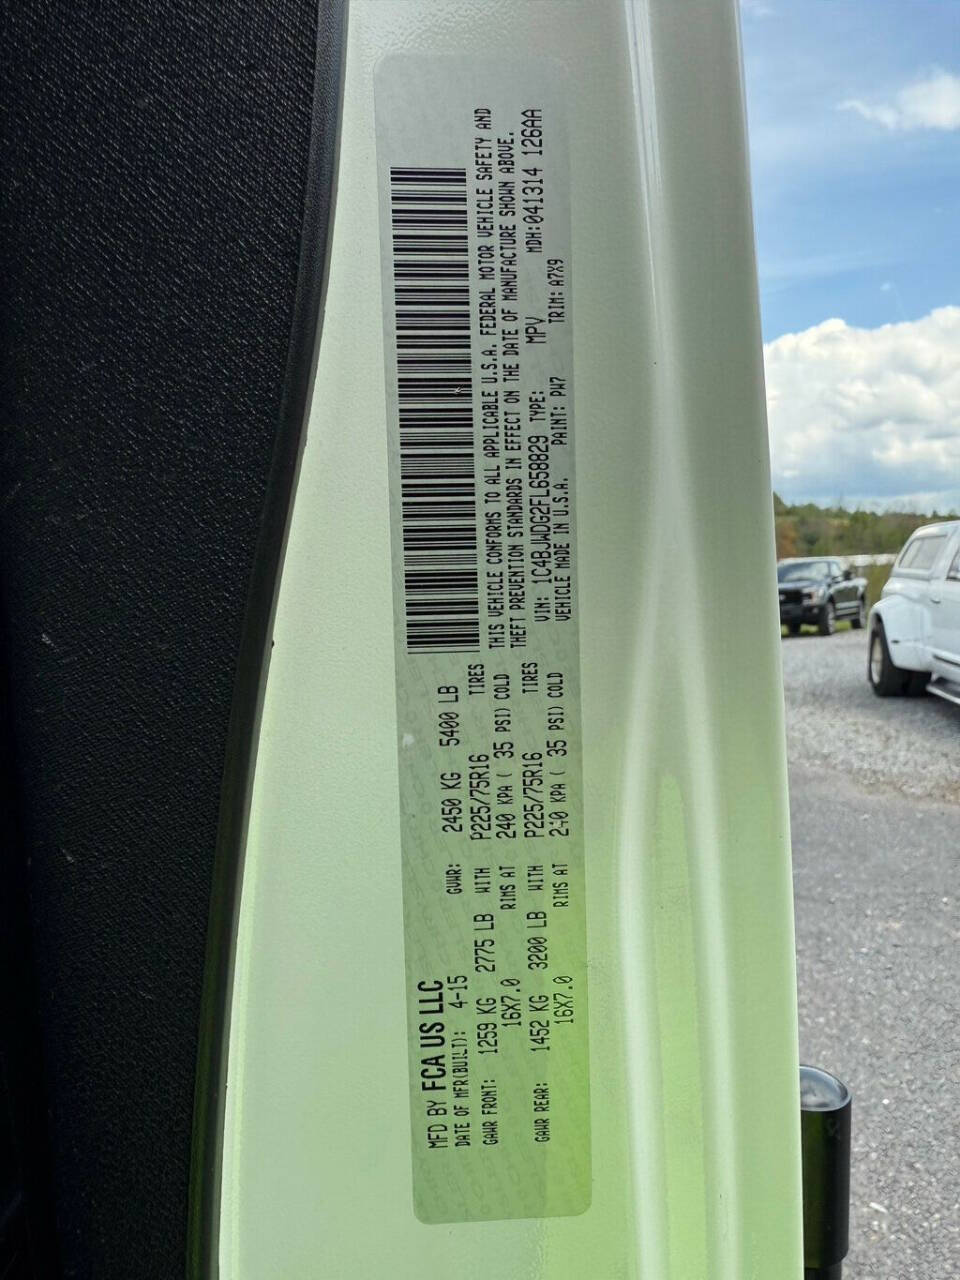 MFD BY FCA US LLC
DATE OF MFR(BUILT): 4-15 GVWR: 2450 KG 5400 LB
GAWR FRONT: 1259 KG 2775 LB WITH P225/75R16 TIRES
16X7.0 RIMS AT 240 KPA ( 35 PSI) COLD
GAWR REAR: 1452 KG 3200 LB WITH P225/75R16 TIRES
16X7.0 RIMS AT 240 KPA ( 35 PSI) COLD
THIS VEHICLE CONFORMS TO ALL APPLICABLE U.S.A. FEDERAL MOTOR VEHICLE SAFETY AND
THEFT PREVENTION STANDARDS IN EFFECT ON THE DATE OF MANUFACTURE SHOWN ABOVE.
VIN: 1C4BJWDG2FL658829 TYPE: MPV MDH:041314 126AA
VEHICLE MADE IN U.S.A. PAINT: PW7 TRIM: A7X9